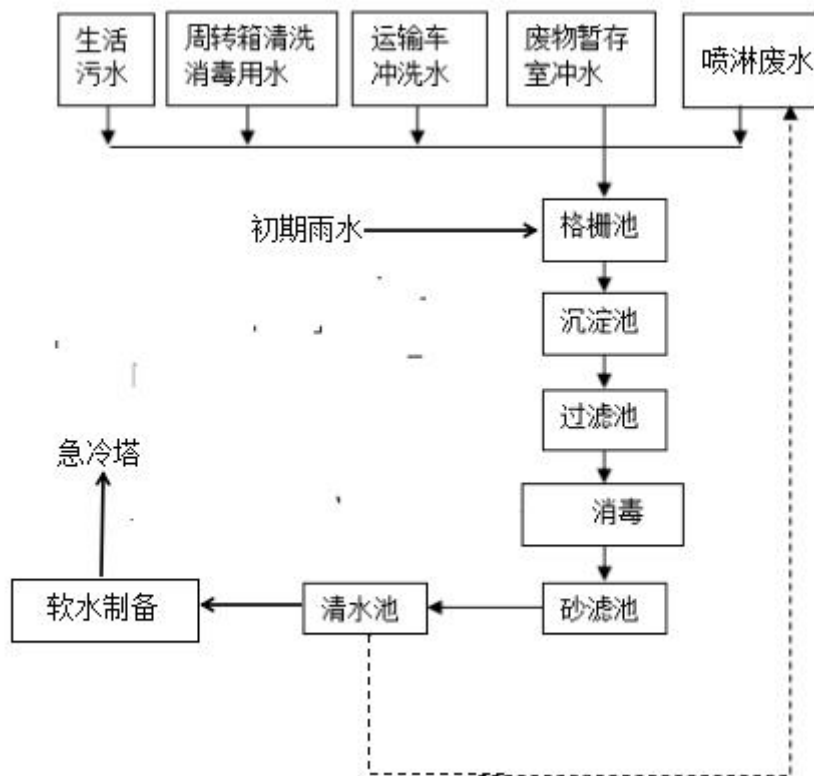 生活
污水
周转箱清洗
消毒用水
运输车
冲洗水
废物暂存
室冲水
喷淋废水
初期雨水
格栅池
沉淀池
过滤池
急冷塔
消毒
软水制备
清水池
砂滤池